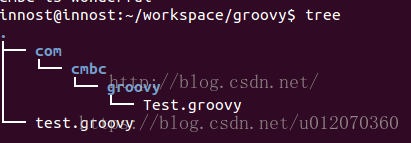 innost@innost:~/workspace/groovy$ tree
.
com
cmbc
groovy
http://blog.csdn.net/
Test.groovy
test.groovy
https://blog.csdn.net/u012070360